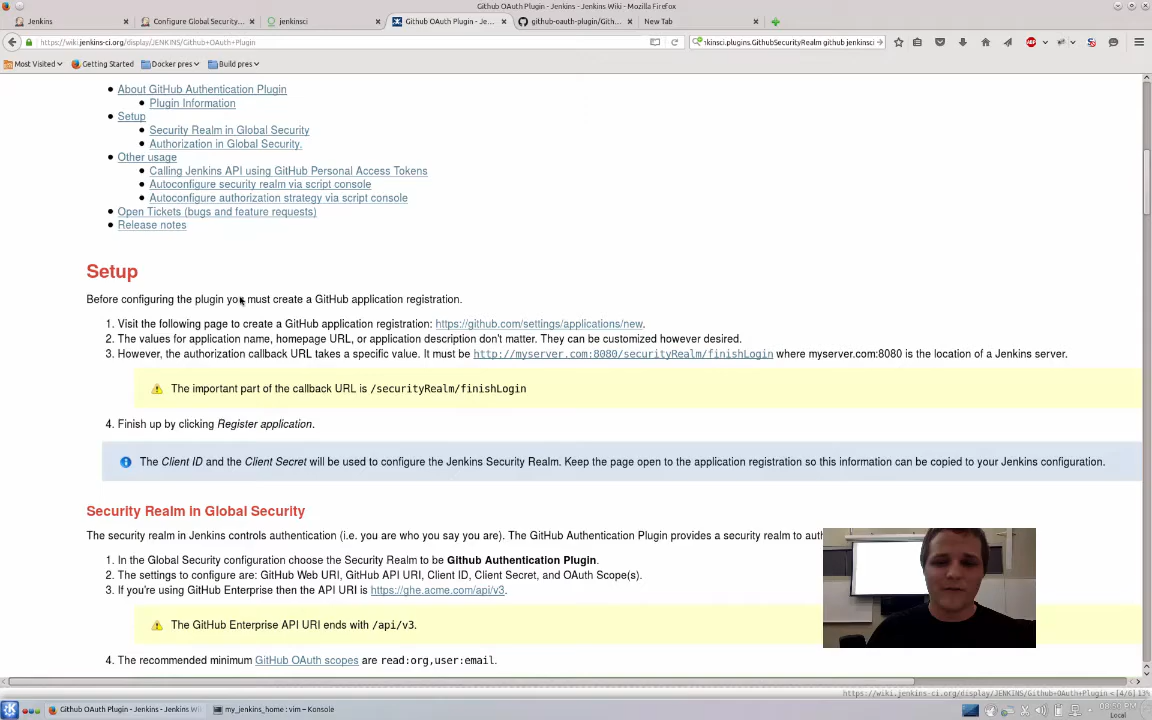 Github OAuth Plugin - Jenkins - Jenkins Wiki - Mozilla Firefox
Jenkins
Configure Global Security...
jenkinsci
Github OAuth Plugin - Je...
github-oauth-plugin/Gith...
New Tab
https://wiki.jenkins-ci.org/display/JENKINS/Github+OAuth+Plugin
kinsci.plugins.GithubSecurityRealm github jenkinsci
Most Visited
Getting Started
Docker pres
Build pres
About GitHub Authentication Plugin
Plugin Information
Setup
Security Realm in Global Security
Authorization in Global Security.
Other usage
Calling Jenkins API using GitHub Personal Access Tokens
Autoconfigure security realm via script console
Autoconfigure authorization strategy via script console
Open Tickets (bugs and feature requests)
Release notes
Setup
Before configuring the plugin you must create a GitHub application registration.
1. Visit the following page to create a GitHub application registration: https://github.com/settings/applications/new.
2. The values for application name, homepage URL, or application description don't matter. They can be customized however desired.
3. However, the authorization callback URL takes a specific value. It must be http://myserver.com:8080/securityRealm/finishLogin where myserver.com:8080 is the location of a Jenkins server.
The important part of the callback URL is /securityRealm/finishLogin
4. Finish up by clicking Register application.
The Client ID and the Client Secret will be used to configure the Jenkins Security Realm. Keep the page open to the application registration so this information can be copied to your Jenkins configuration.
Security Realm in Global Security
The security realm in Jenkins controls authentication (i.e. you are who you say you are). The GitHub Authentication Plugin provides a security realm to aut
1. In the Global Security configuration choose the Security Realm to be Github Authentication Plugin.
2. The settings to configure are: GitHub Web URI, GitHub API URI, Client ID, Client Secret, and OAuth Scope(s).
3. If you're using GitHub Enterprise then the API URI is https://ghe.acme.com/api/v3.
The GitHub Enterprise API URI ends with /api/v3.
4. The recommended minimum GitHub OAuth scopes are read:org,user:email.
https://wiki.jenkins-ci.org/display/JENKINS/Github+OAuth+Plugin < [4/6] 13%
Github OAuth Plugin - Jenkins - Jenkins Wi
my_jenkins_home : vim – Konsole
08:50 PM
Local